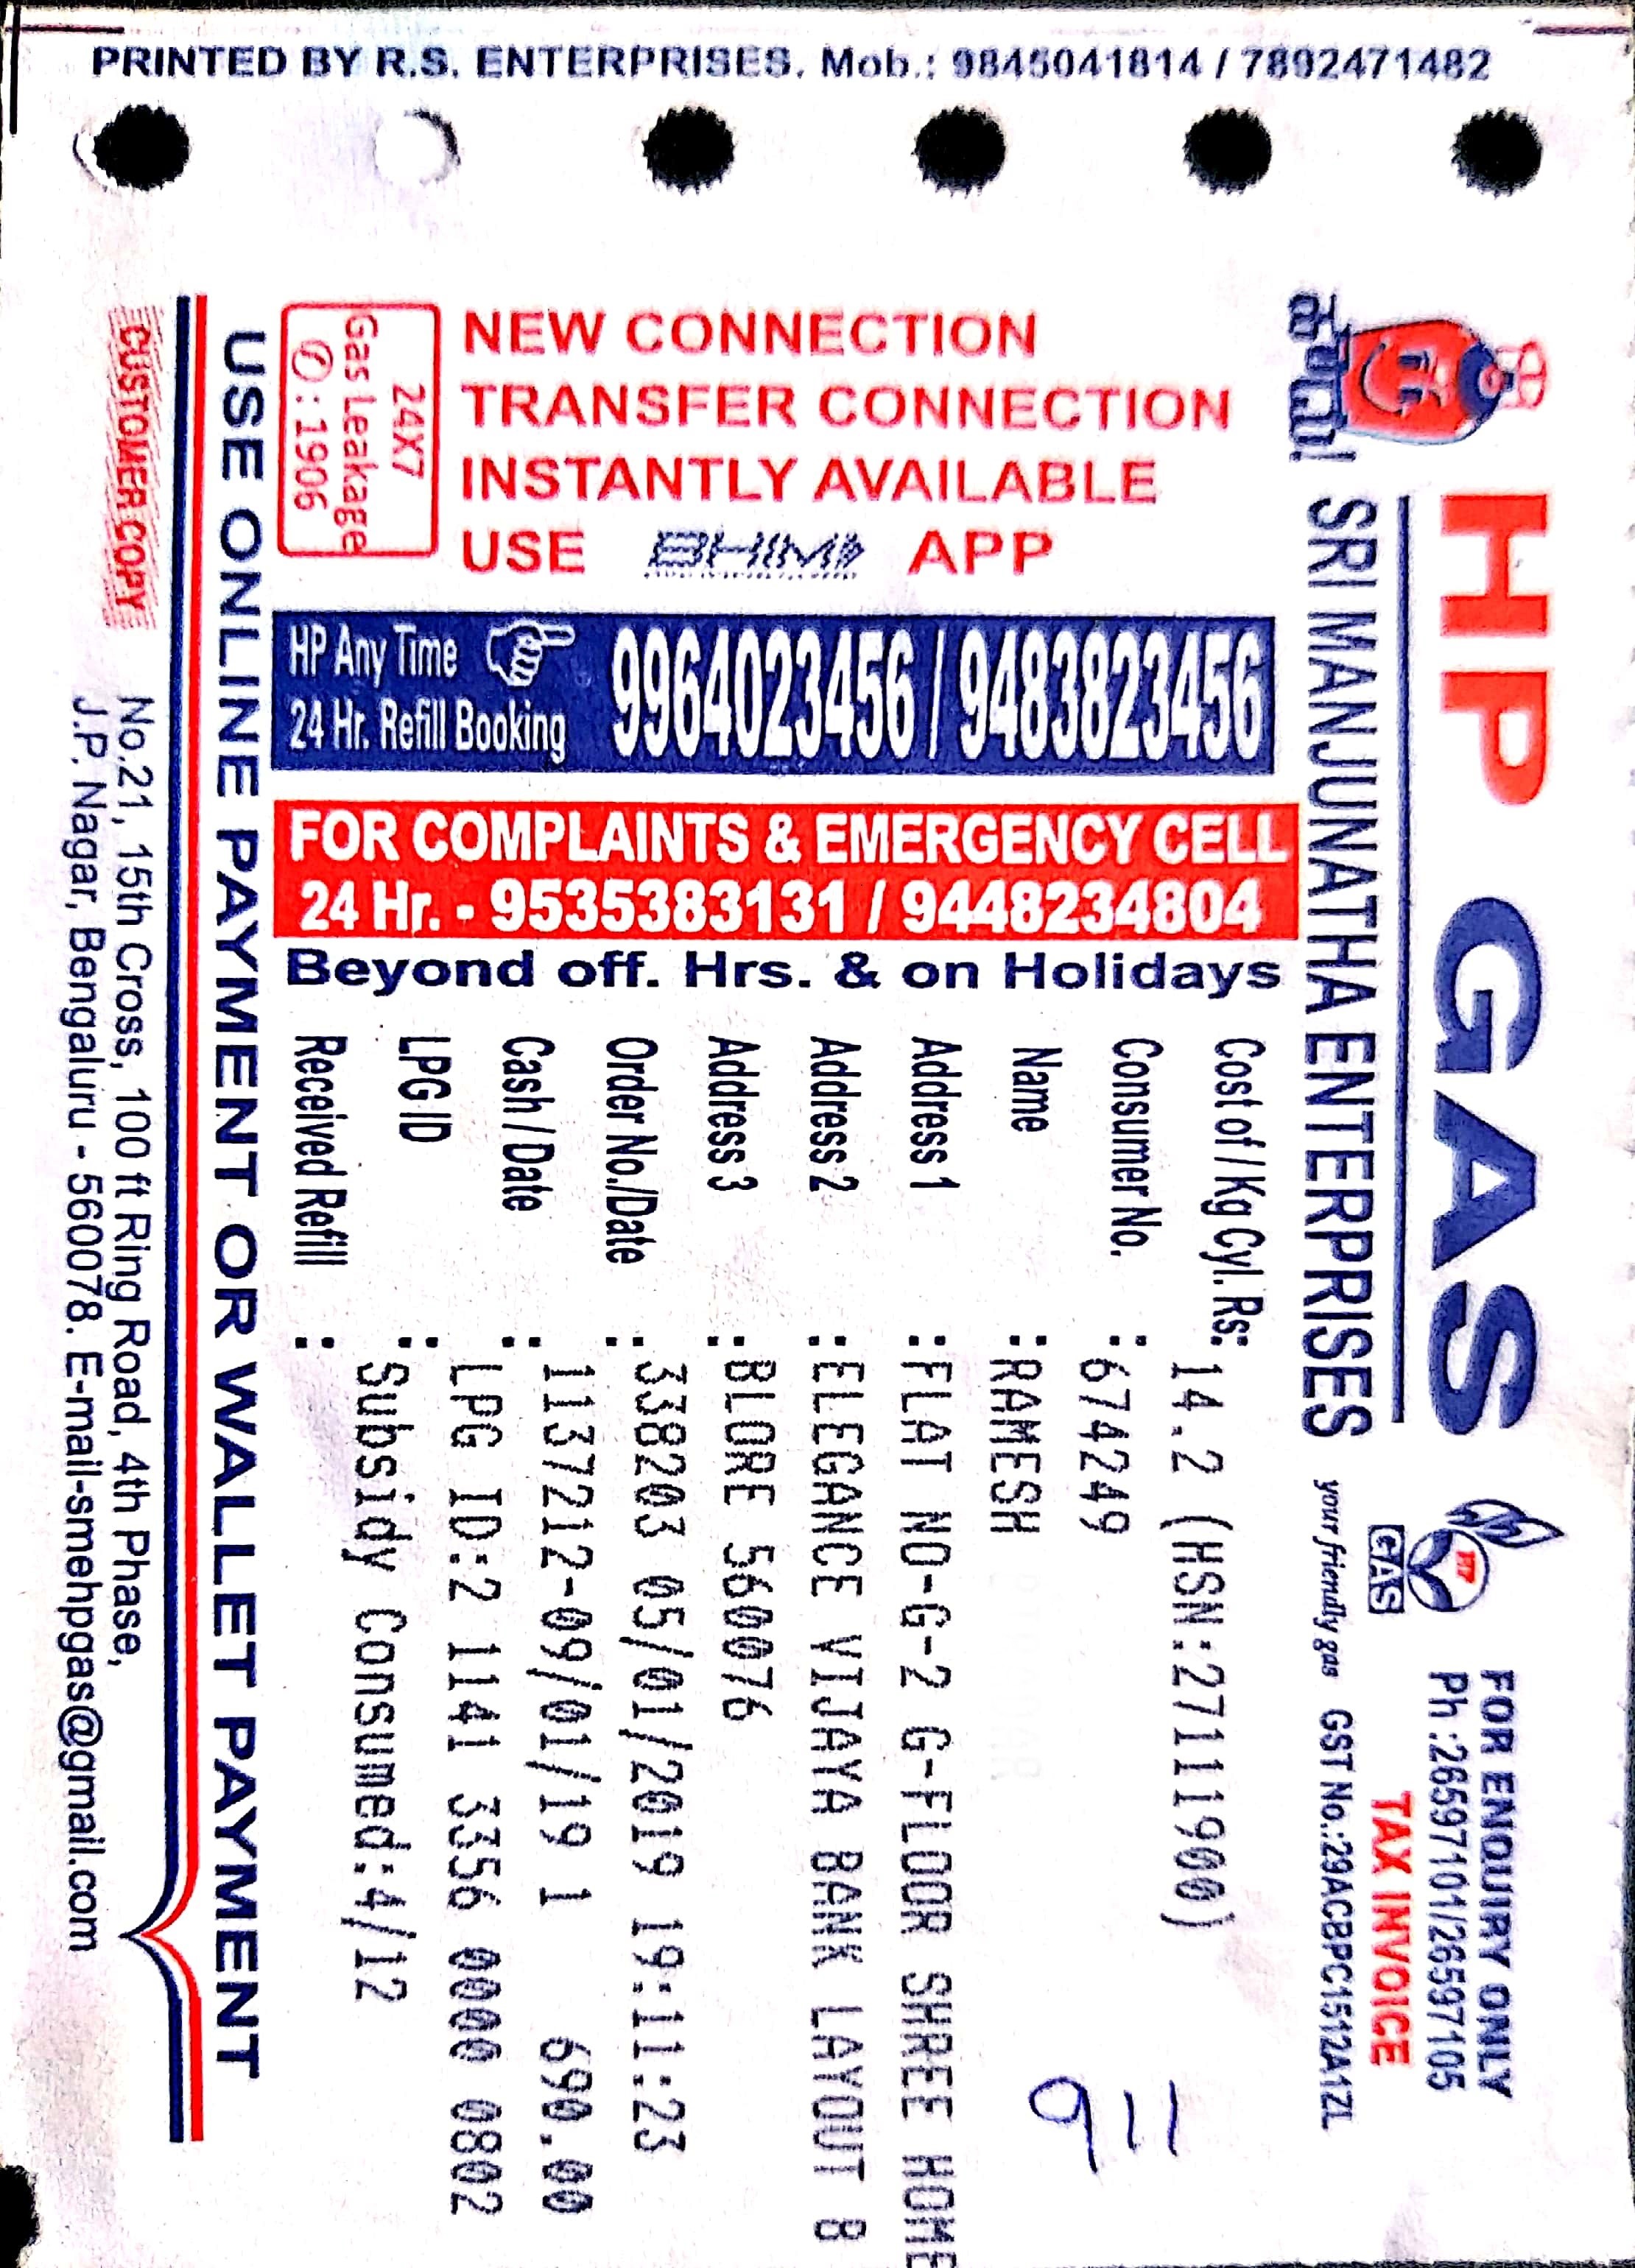 PRINTED BY R.S. ENTERPRISES. Mob.: 9845041814 / 7892471482
HP GAS
SRI MANJUNATHA ENTERPRISES
GAS
your friendly gas
FOR ENQUIRY ONLY
Ph :26597101/26597105
TAX INVOICE
GST No.:29ACBPC1512A1ZL
NEW CONNECTION
TRANSFER CONNECTION
INSTANTLY AVAILABLE
USE BHIM APP
24X7
Gas Leakage
: 1906
HP Any Time
24 Hr. Refill Booking
9964023456 / 9483823456
FOR COMPLAINTS & EMERGENCY CELL
24 Hr. - 9535383131 / 9448234804
Beyond off. Hrs. & on Holidays
Cost of / Kg Cyl. Rs: 14.2 (HSN:27111900)
Consumer No. : 674249
911
Name : RAMESH
Address 1 : FLAT NO-G-2 G-FLOOR SHREE HOME
Address 2 : ELEGANCE VIJAYA BANK LAYOUT B
Address 3 : BLORE 560076
Order No./Date : 338203 05/01/2019 19:11:23
Cash / Date : 1137212-09/01/19 1 690.00
LPG ID : LPG ID:2 1141 3356 0000 0802
Received Refill : Subsidy Consumed:4/12
USE ONLINE PAYMENT OR WALLET PAYMENT
CUSTOMER COPY
No.21, 15th Cross, 100 ft Ring Road, 4th Phase,
J.P. Nagar, Bengaluru - 560078. E-mail-smehpgas@gmail.com